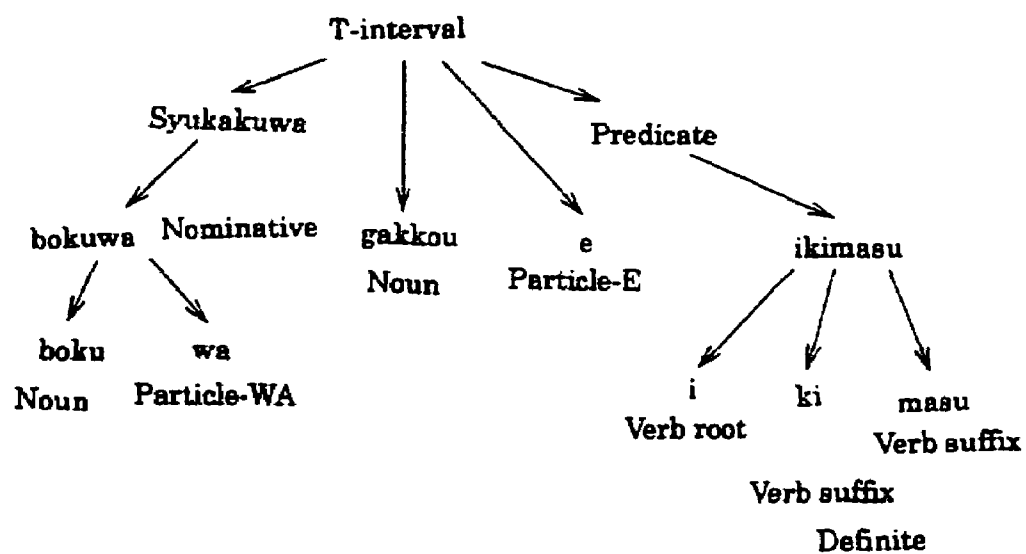 T-interval
Syukakuwa
Predicate
bokuwa Nominative
gakkou
e
ikimasu
Noun
Particle-E
boku
wa
i
ki
masu
Noun
Particle-WA
Verb root
Verb suffix
Verb suffix
Definite